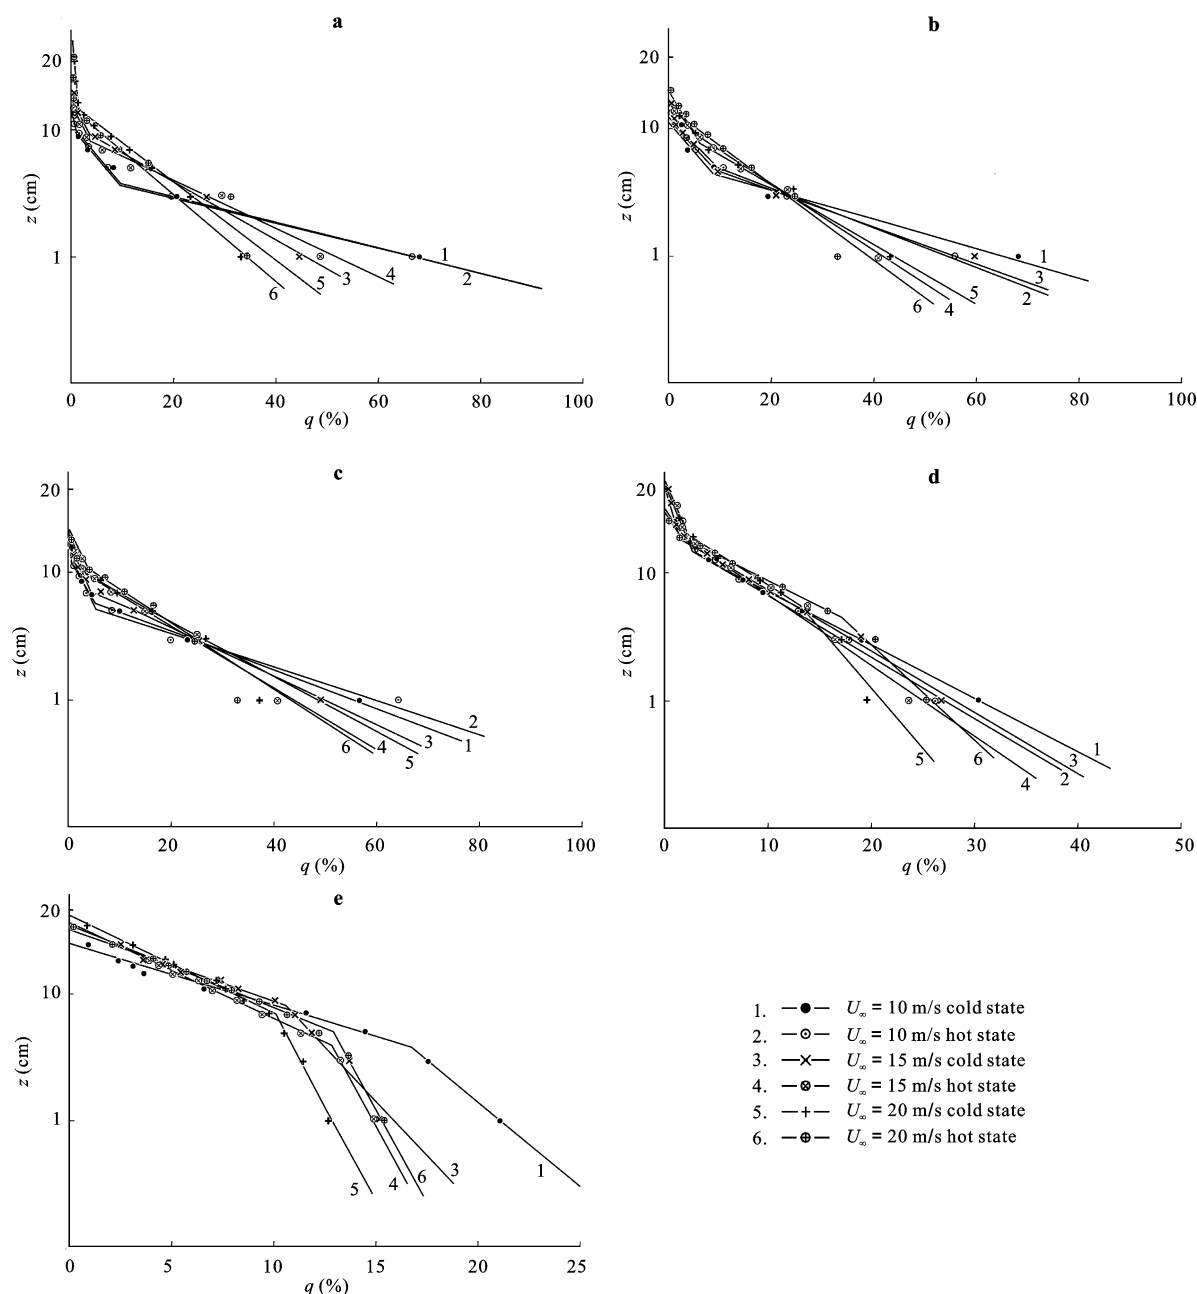 a
20
10
1
z (cm)
1
2
3
4
5
6
0 20 40 60 80 100
q (%)
b
20
10
1
z (cm)
1
3
2
5
4
6
0 20 40 60 80 100
q (%)
c
20
10
1
z (cm)
2
1
3
4
5
6
0 20 40 60 80 100
q (%)
d
20
10
1
z (cm)
1
3
2
4
5
6
0 10 20 30 40 50
q (%)
e
20
10
1
z (cm)
5
4
6
3
1
0 5 10 15 20 25
q (%)
1. U∞ = 10 m/s cold state
2. U∞ = 10 m/s hot state
3. U∞ = 15 m/s cold state
4. U∞ = 15 m/s hot state
5. U∞ = 20 m/s cold state
6. U∞ = 20 m/s hot state